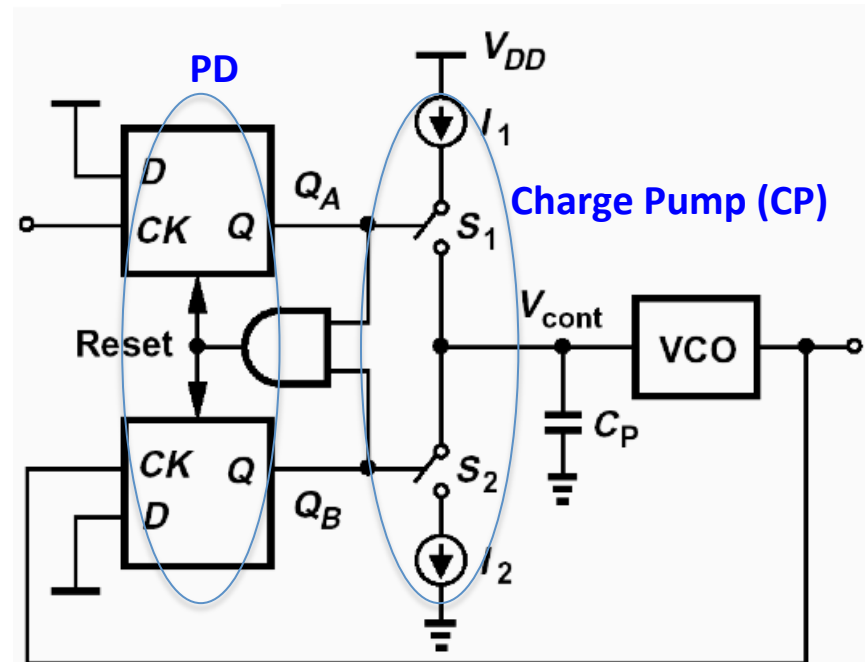 PD
V_DD
I_1
D
Q_A
Charge Pump (CP)
CK Q
S_1
V_cont
Reset
VCO
C_P
CK Q
S_2
D
Q_B
I_2